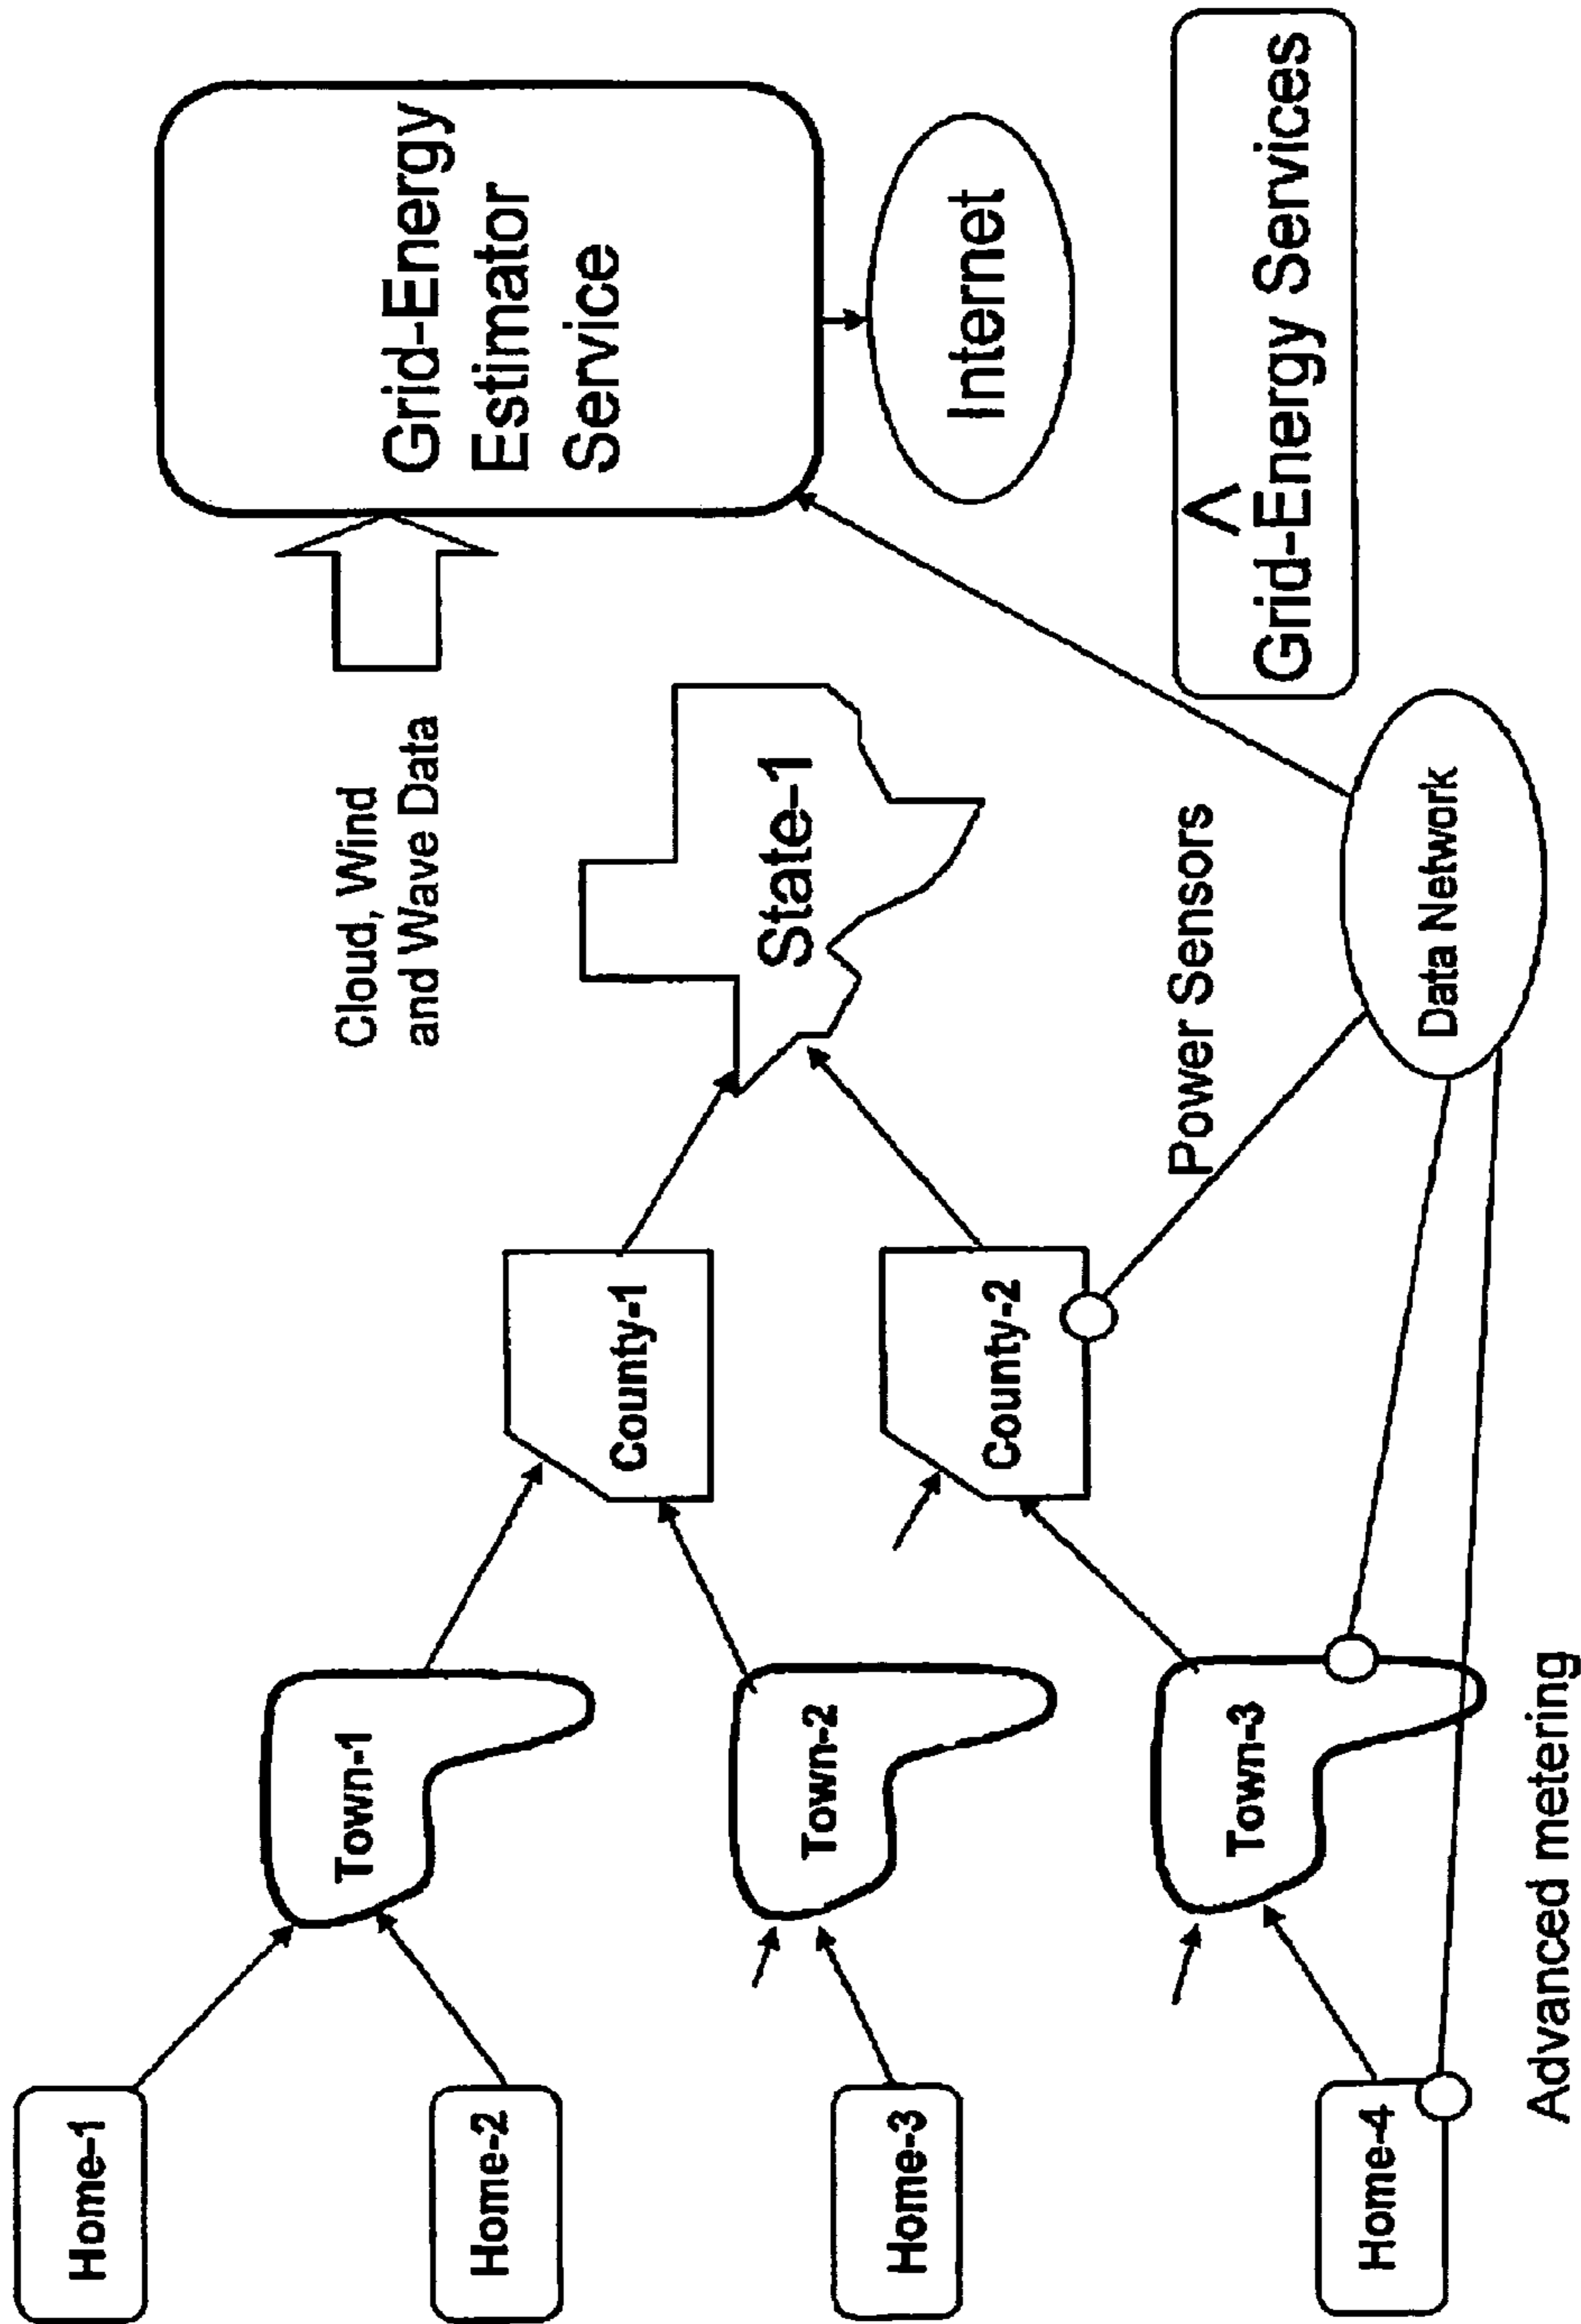 Home-1
Home-2
Home-3
Home-4
Town-1
Town-2
Town-3
County-1
County-2
State-1
Cloud, Wind
and Wave Data
Grid-Energy
Estimator
Service
Internet
Power Sensors
Data Network
Advanced metering
^
Grid-Energy Services